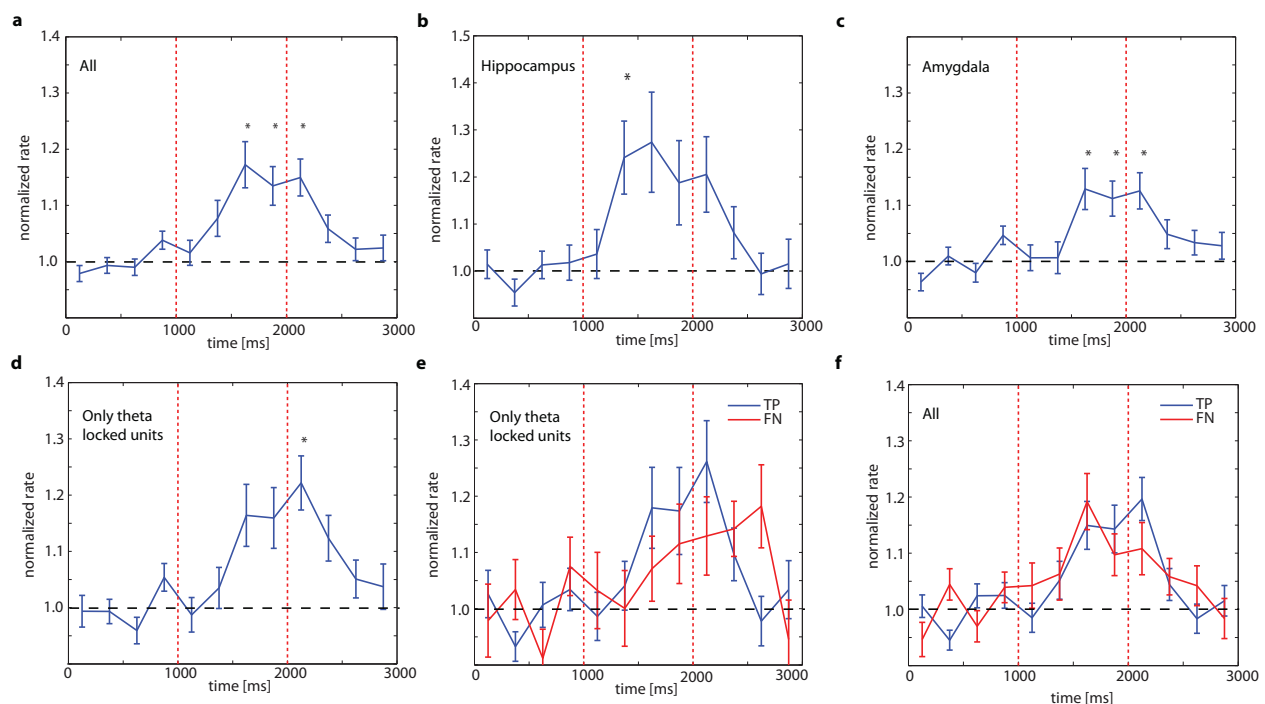 a
1.4
1.3
1.2
1.1
1.0
normalized rate
All
* * *
0 1000 2000 3000
time [ms]
b
1.5
1.4
1.3
1.2
1.1
1.0
normalized rate
Hippocampus
*
0 1000 2000 3000
time [ms]
c
1.3
1.2
1.1
1.0
normalized rate
Amygdala
* * *
0 1000 2000 3000
time [ms]
d
1.4
1.3
1.2
1.1
1.0
normalized rate
Only theta
locked units
*
0 1000 2000 3000
time [ms]
e
1.4
1.3
1.2
1.1
1.0
normalized rate
Only theta
locked units
TP
FN
0 1000 2000 3000
time [ms]
f
1.4
1.3
1.2
1.1
1.0
normalized rate
All
TP
FN
0 1000 2000 3000
time [ms]